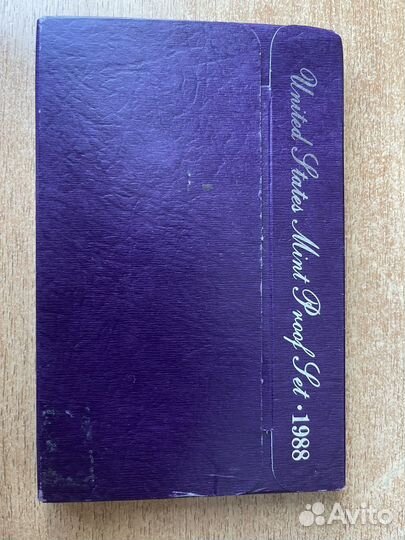 United States Mint Proof Set • 1988
Avito